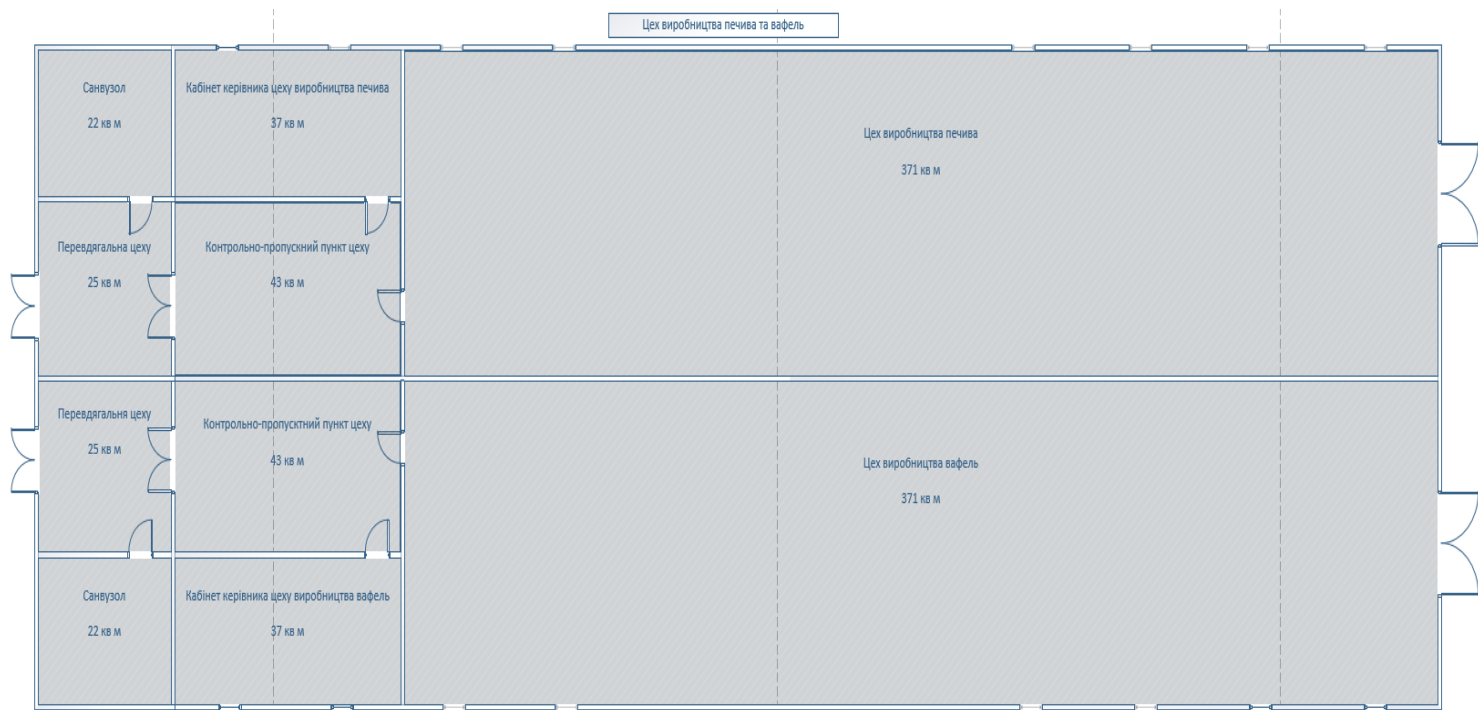 Цех виробництва печива та вафель
Санвузол
22 кв м
Кабінет керівника цеху виробництва печива
37 кв м
Цех виробництва печива
371 кв м
Перевдягальна цеху
25 кв м
Контрольно-пропускний пункт цеху
43 кв м
Перевдягальня цеху
25 кв м
Контрольно-пропусктний пункт цеху
43 кв м
Цех виробництва вафель
371 кв м
Санвузол
22 кв м
Кабінет керівника цеху виробництва вафель
37 кв м